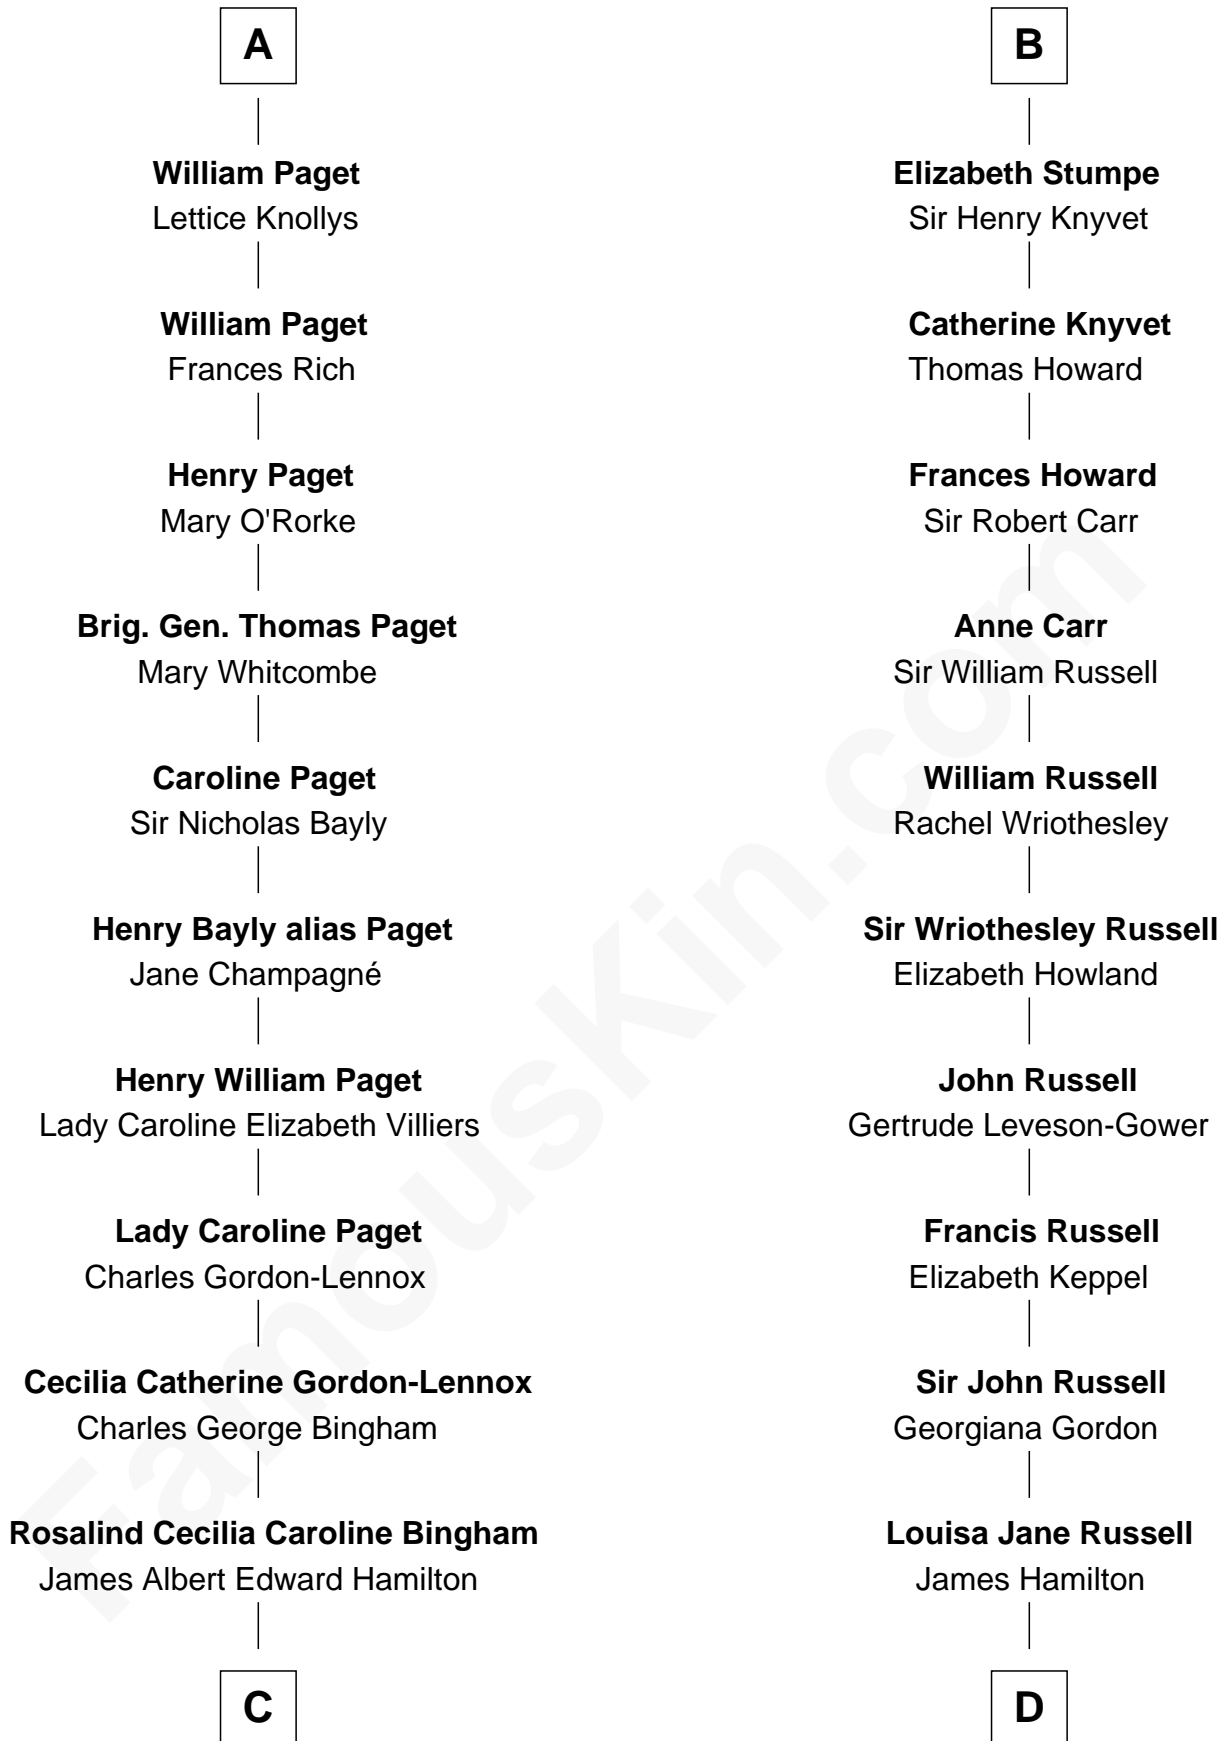 A
William Paget
Lettice Knollys
William Paget
Frances Rich
Henry Paget
Mary O'Rorke
Brig. Gen. Thomas Paget
Mary Whitcombe
Caroline Paget
Sir Nicholas Bayly
Henry Bayly alias Paget
Jane Champagné
Henry William Paget
Lady Caroline Elizabeth Villiers
Lady Caroline Paget
Charles Gordon-Lennox
Cecilia Catherine Gordon-Lennox
Charles George Bingham
Rosalind Cecilia Caroline Bingham
James Albert Edward Hamilton
C
B
Elizabeth Stumpe
Sir Henry Knyvet
Catherine Knyvet
Thomas Howard
Frances Howard
Sir Robert Carr
Anne Carr
Sir William Russell
William Russell
Rachel Wriothesley
Sir Wriothesley Russell
Elizabeth Howland
John Russell
Gertrude Leveson-Gower
Francis Russell
Elizabeth Keppel
Sir John Russell
Georgiana Gordon
Louisa Jane Russell
James Hamilton
D
FamousKin.com